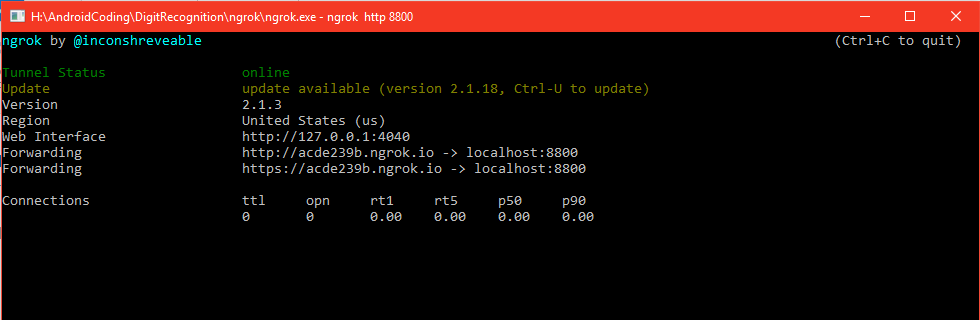 H:\AndroidCoding\DigitRecognition\ngrok\ngrok.exe - ngrok  http 8800
ngrok by @inconshreveable (Ctrl+C to quit)
Tunnel Status online
Update update available (version 2.1.18, Ctrl-U to update)
Version 2.1.3
Region United States (us)
Web Interface http://127.0.0.1:4040
Forwarding http://acde239b.ngrok.io -> localhost:8800
Forwarding https://acde239b.ngrok.io -> localhost:8800
Connections ttl opn rt1 rt5 p50 p90
0 0 0.00 0.00 0.00 0.00